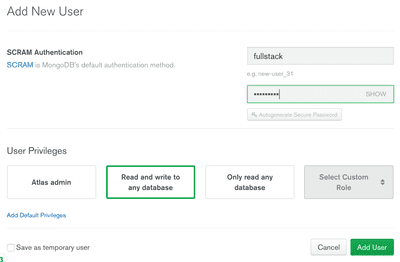 Add New User
SCRAM Authentication
SCRAM is MongoDB's default authentication method.
fullstack
e.g. new-user_31
••••••••• SHOW
Autogenerate Secure Password
User Privileges
Atlas admin
Read and write to
any database
Only read any
database
Select Custom
Role
Add Default Privileges
Save as temporary user
Cancel
Add User
3